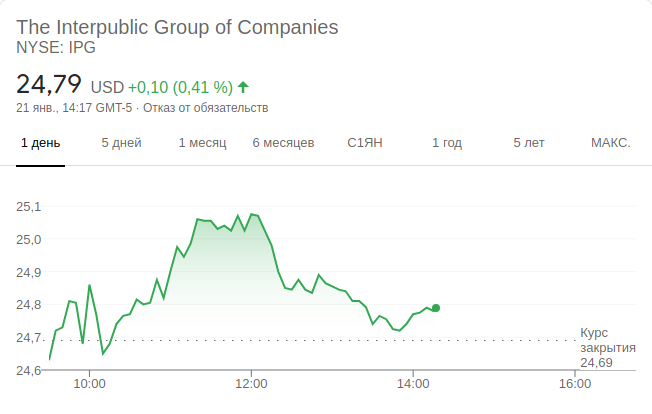 The Interpublic Group of Companies
NYSE: IPG
24,79 USD +0,10 (0,41 %)
21 янв., 14:17 GMT-5 · Отказ от обязательств
1 день 5 дней 1 месяц 6 месяцев С1ЯН 1 год 5 лет МАКС.
25,1
25,0
24,9
24,8
24,7
24,6
Курс
закрытия
24,69
10:00 12:00 14:00 16:00